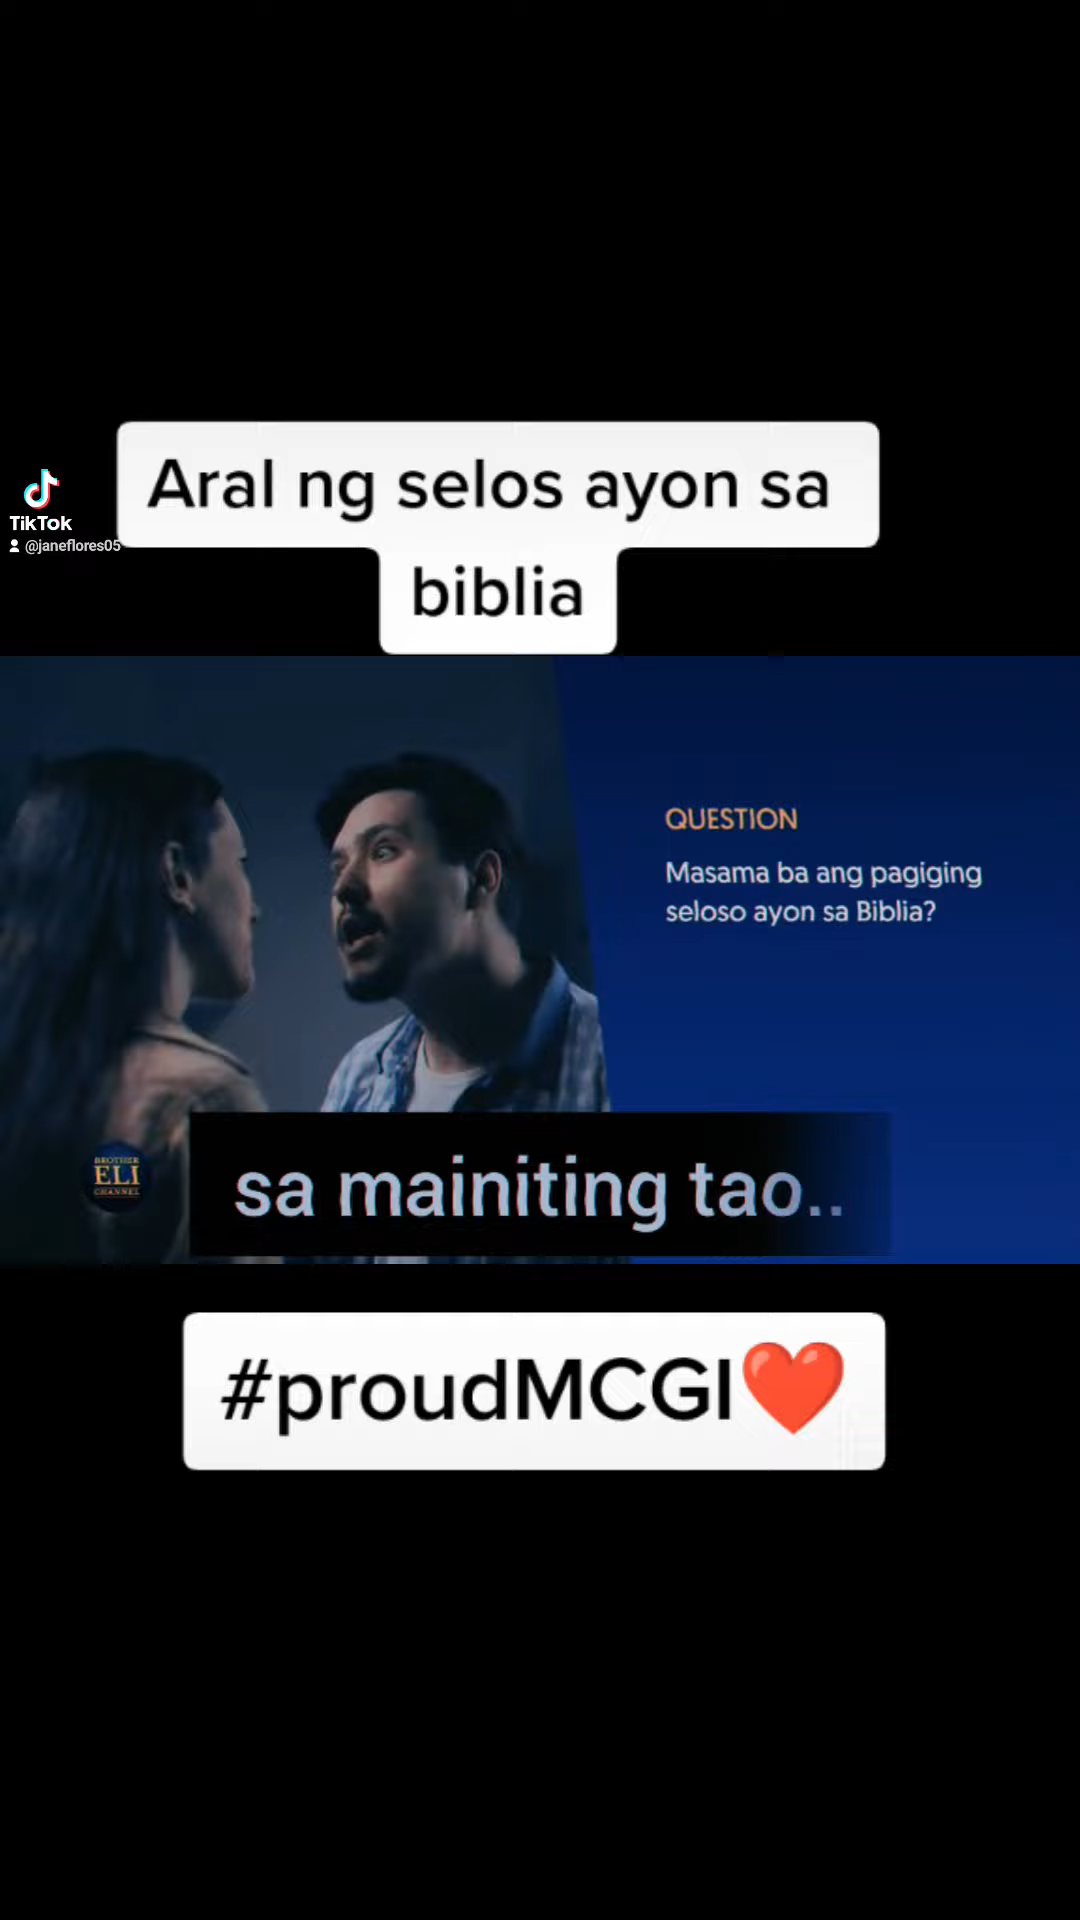 Aral ng selos ayon sa
biblia
TikTok
@janeflores05
QUESTION
Masama ba ang pagiging
seloso ayon sa Biblia?
BROTHER
ELI
CHANNEL
sa mainiting tao..
#proudMCGI❤️